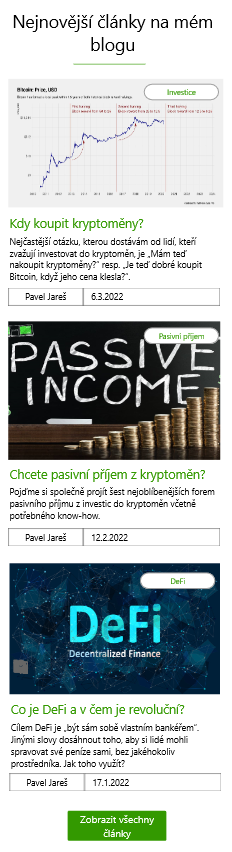 Nejnovější články na mém
blogu
Bitcoin Price, USD
Investice
Kdy koupit kryptoměny?
Nejčastější otázku, kterou dostávám od lidí, kteří
zvažují investovat do kryptoměn, je „Mám teď
nakoupit kryptoměny?“ resp. „Je teď dobré koupit
Bitcoin, když jeho cena klesla?“.
Pavel Jareš 6.3.2022
Pasivní příjem
PASSIVE
INCOME
Chcete pasivní příjem z kryptoměn?
Pojďme si společně projít šest nejoblíbenějších forem
pasivního příjmu z investic do kryptoměn včetně
potřebného know-how.
Pavel Jareš 12.2.2022
DeFi
DeFi
Decentralized Finance
Co je DeFi a v čem je revoluční?
Cílem DeFi je „být sám sobě vlastním bankéřem“.
Jinými slovy dosáhnout toho, aby si lidé mohli
spravovat své peníze sami, bez jakéhokoliv
prostředníka. Jak toho využít?
Pavel Jareš 17.1.2022
Zobrazit všechny
články